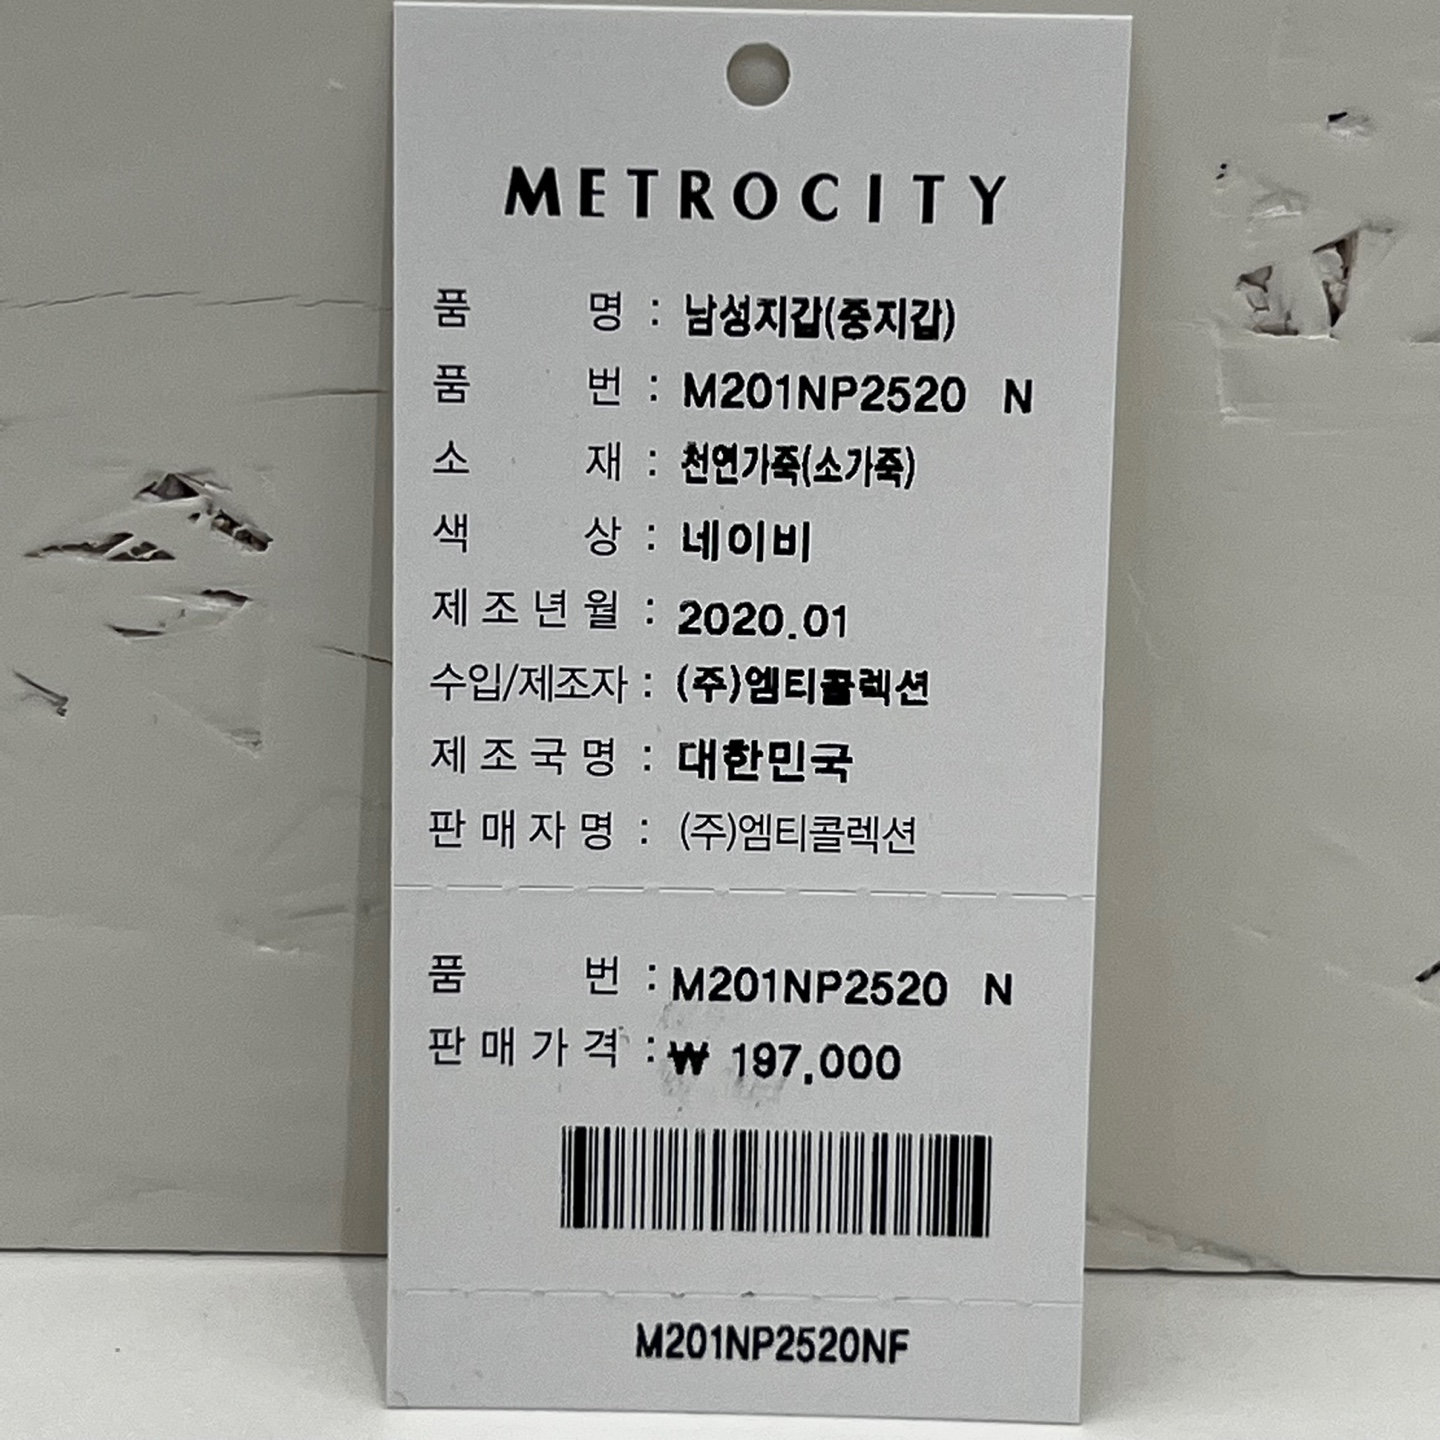 METROCITY
품 명 : 남성지갑(중지갑)
품 번 : M201NP2520 N
소 재 : 천연가죽(소가죽)
색 상 : 네이비
제조년월 : 2020.01
수입/제조자 : (주)엠티콜렉션
제조국명 : 대한민국
판매자명 : (주)엠티콜렉션
품 번 : M201NP2520 N
판매가격 : ₩ 197,000
M201NP2520NF